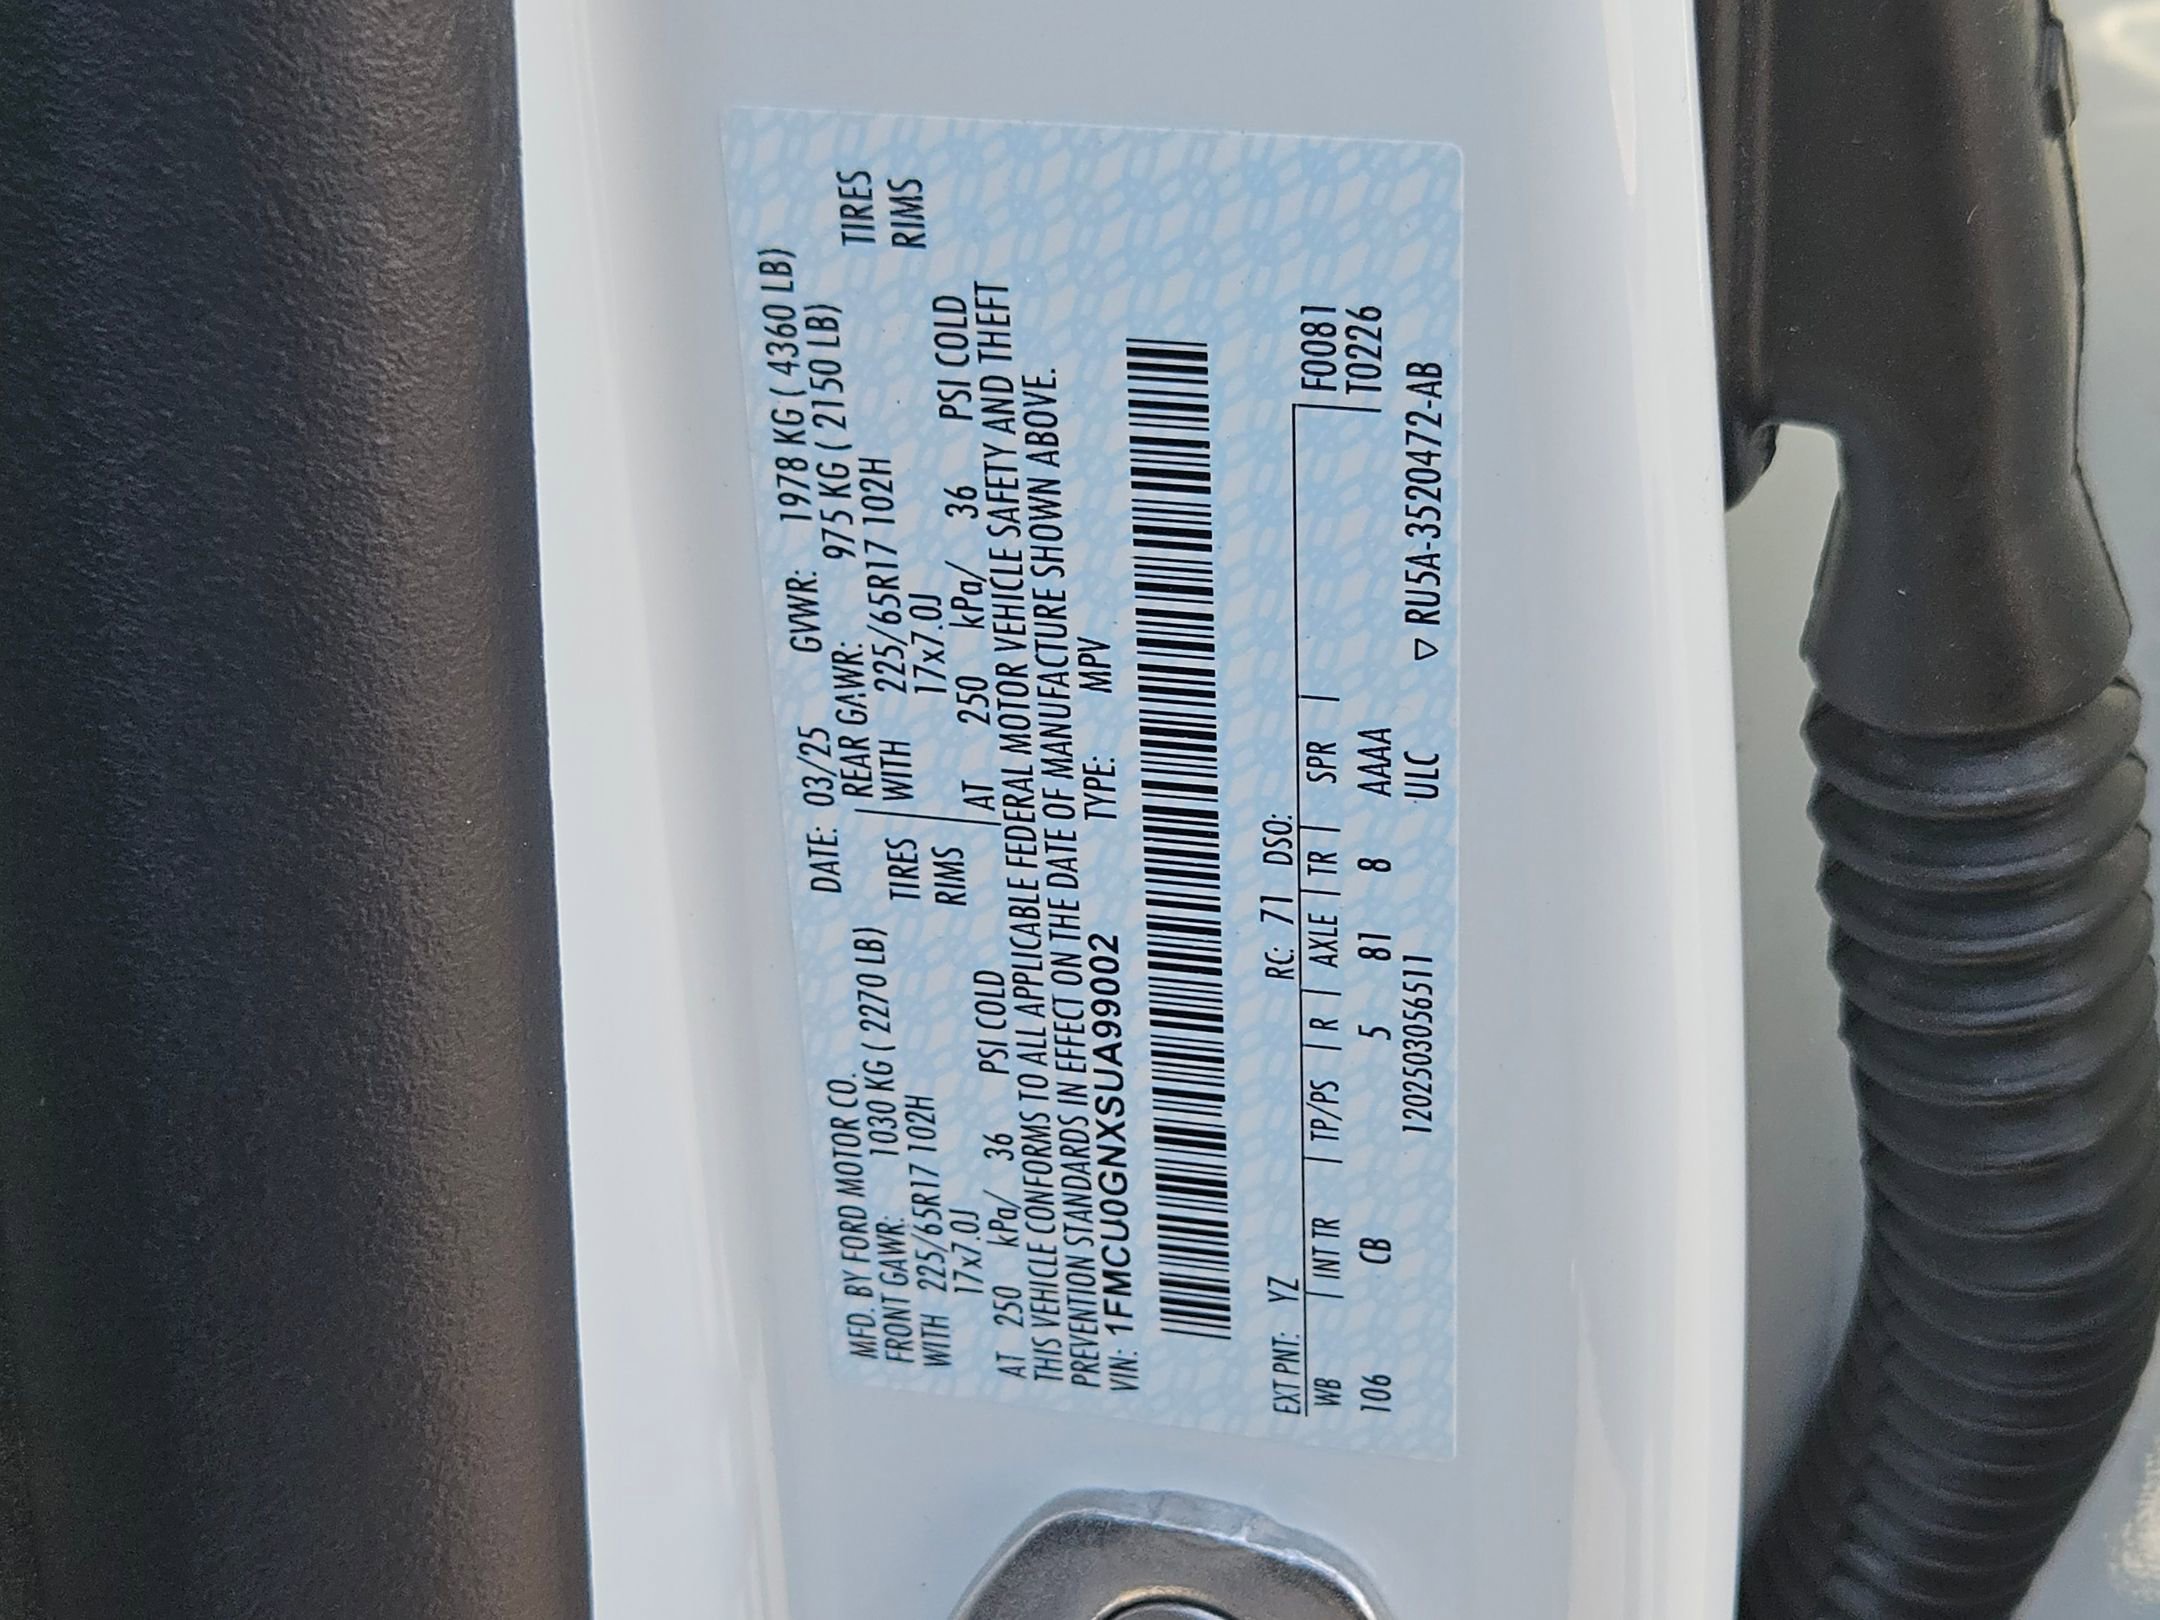 MFD. BY FORD MOTOR CO. DATE: 03/25 GVWR: 1978 KG ( 4360 LB)
FRONT GAWR: 1030 KG ( 2270 LB) REAR GAWR: 975 KG ( 2150 LB)
WITH 225/65R17 102H TIRES WITH 225/65R17 102H TIRES
17x7.0J RIMS 17x7.0J RIMS
AT 250 kPa/ 36 PSI COLD AT 250 kPa/ 36 PSI COLD
THIS VEHICLE CONFORMS TO ALL APPLICABLE FEDERAL MOTOR VEHICLE SAFETY AND THEFT
PREVENTION STANDARDS IN EFFECT ON THE DATE OF MANUFACTURE SHOWN ABOVE.
VIN: 1FMCU0GNXSUA99002 TYPE: MPV
EXT PNT: YZ RC: 71 DSO:
WB INT TR TP/PS R AXLE TR SPR F0081
106 CB 5 81 8 AAAA T0226
1202503056511 ULC ▽ RU5A-3520472-AB